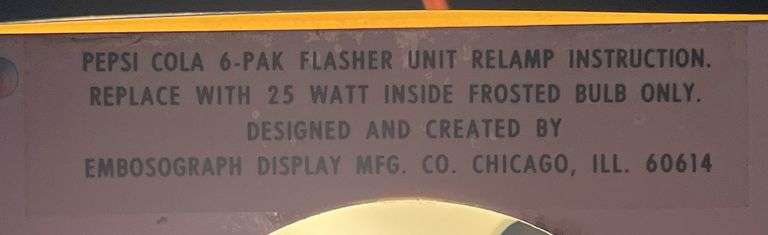 PEPSI COLA 6-PAK FLASHER UNIT RELAMP INSTRUCTION.
REPLACE WITH 25 WATT INSIDE FROSTED BULB ONLY.
DESIGNED AND CREATED BY
EMBOSOGRAPH DISPLAY MFG. CO. CHICAGO, ILL. 60614